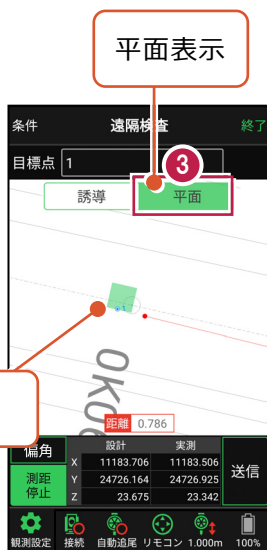 平面表示
条件 遠隔検査 終了
目標点 1
3
誘導 平面
1
距離 0.786
偏角 設計 実測
X 11183.706 11183.506
測距停止 Y 24726.164 24726.925 送信
Z 23.675 23.342
観測設定 接続 自動追尾 リモコン 1.000m 100%